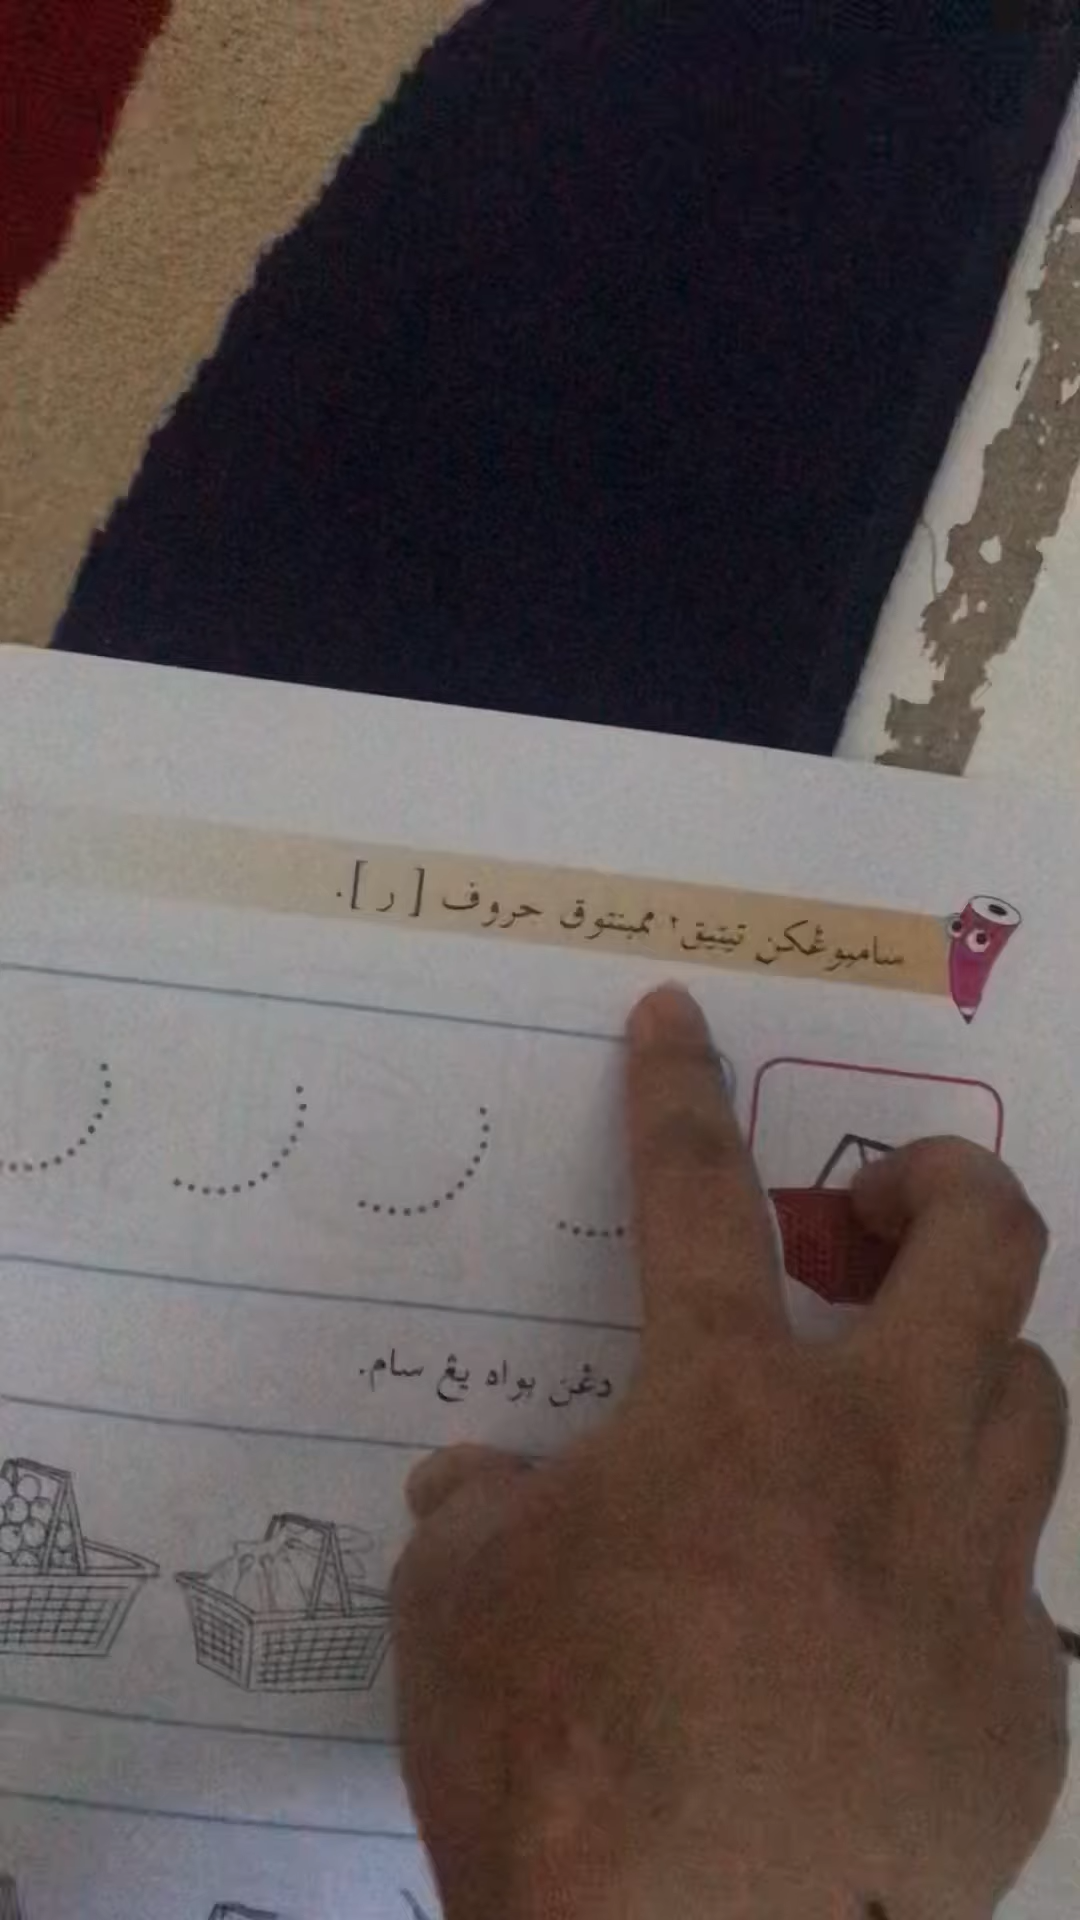 سامبوڠكن تيتيق٢ ممبنتوق حروف [ ر ].
دڠن بواه يڠ سام.